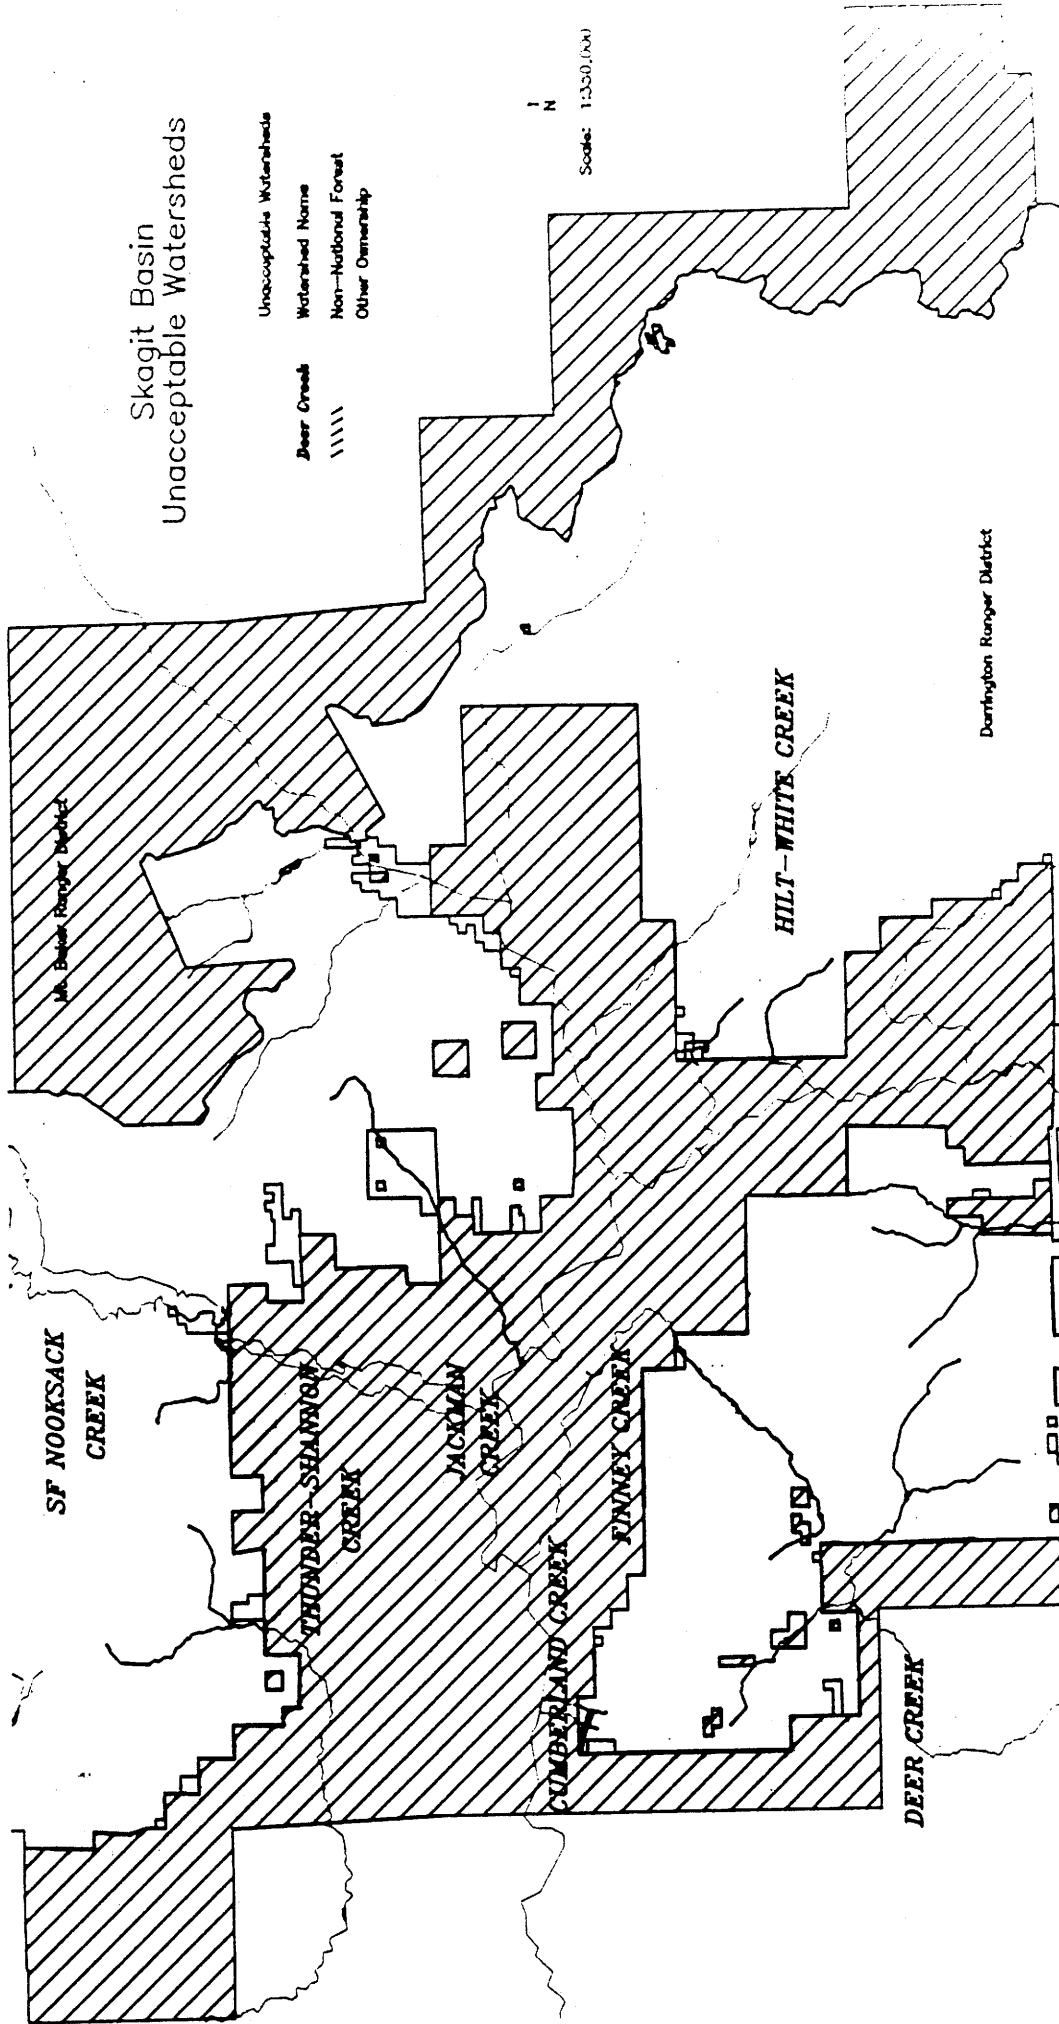 Skagit Basin
Unacceptable Watersheds
Unacceptable Watersheds
Deer Creek Watershed Name
\\\\\ Non-National Forest
Other Ownership
N
Scale: 1:330,000
Mt. Baker Ranger District
SF NOOKSACK
CREEK
THUNDER-SHANNON
CREEK
JACKMAN
CREEK
CUMBERLAND CREEK
FINNEY CREEK
HILT-WHITE CREEK
DEER CREEK
Darrington Ranger District